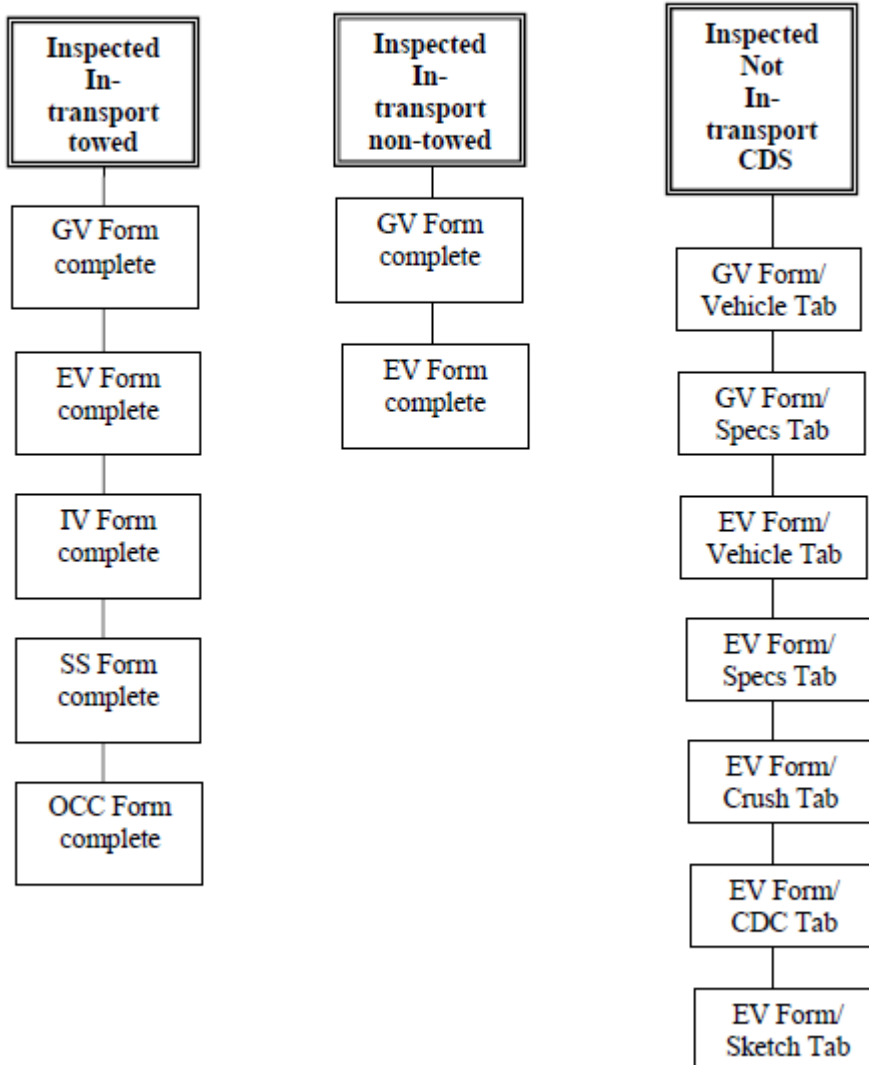 Inspected
In-
transport
towed
GV Form
complete
EV Form
complete
IV Form
complete
SS Form
complete
OCC Form
complete
Inspected
In-
transport
non-towed
GV Form
complete
EV Form
complete
Inspected
Not
In-
transport
CDS
GV Form/
Vehicle Tab
GV Form/
Specs Tab
EV Form/
Vehicle Tab
EV Form/
Specs Tab
EV Form/
Crush Tab
EV Form/
CDC Tab
EV Form/
Sketch Tab